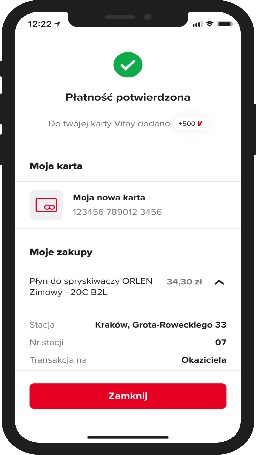 12:22
Płatność potwierdzona
Do twojej karty Vitay dodano +500 V
Moja karta
Moja nowa karta
123456 789012 3456
Moje zakupy
Płyn do spryskiwaczy ORLEN 34,30 zł
Zimowy - 20C B2L
Stacja Kraków, Grota-Roweckiego 33
Nr stacji 07
Transakcja na Okaziciela
Zamknij